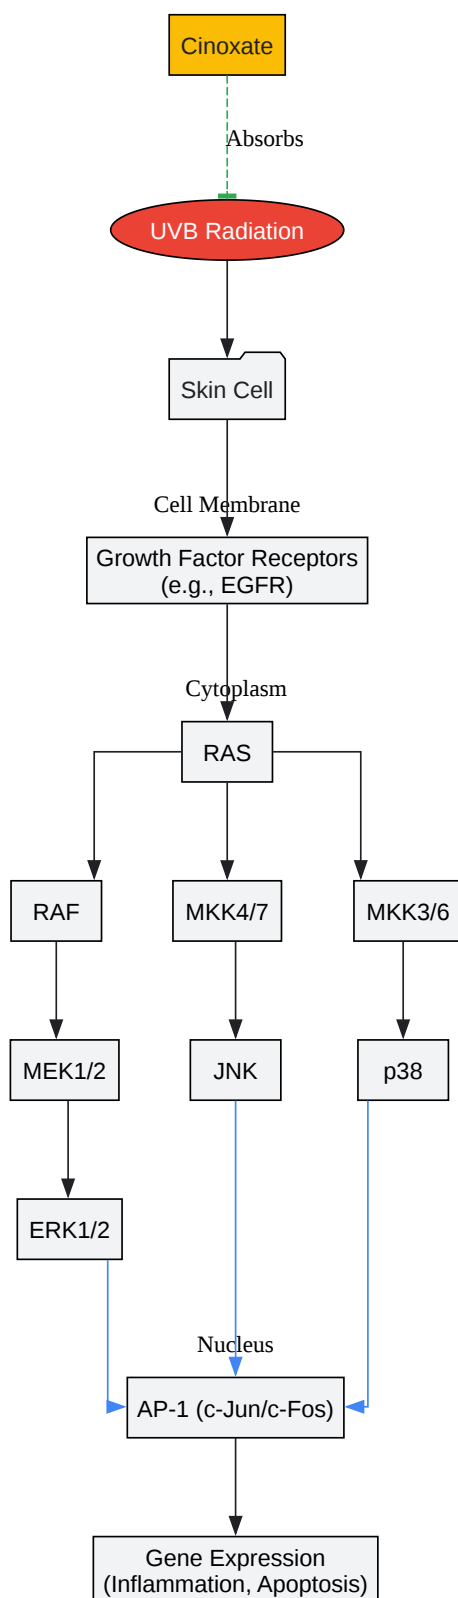 Cinoxate
Absorbs
UVB Radiation
Skin Cell
Cell Membrane
Growth Factor Receptors
(e.g., EGFR)
Cytoplasm
RAS
RAF
MKK4/7
MKK3/6
MEK1/2
JNK
p38
ERK1/2
Nucleus
AP-1 (c-Jun/c-Fos)
Gene Expression
(Inflammation, Apoptosis)